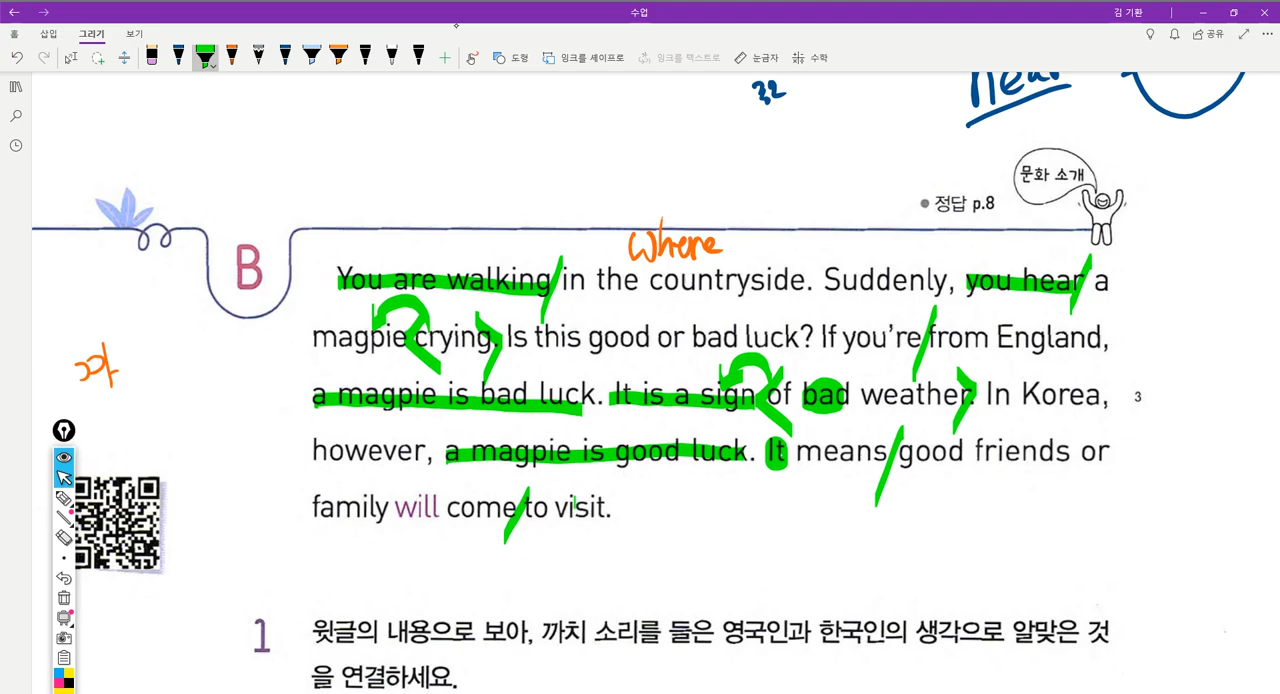 수업
김 기환
홈 삽입 그리기 보기
공유
도형 잉크를 셰이프로 잉크를 텍스트로 눈금자 수학
32
near
문화 소개
정답 p.8
where
B
You are walking in the countryside. Suddenly, you hear a
magpie crying. Is this good or bad luck? If you're from England,
a magpie is bad luck. It is a sign of bad weather. In Korea,
3
however, a magpie is good luck. It means good friends or
family will come to visit.
1 윗글의 내용으로 보아, 까치 소리를 들은 영국인과 한국인의 생각으로 알맞은 것
을 연결하세요.